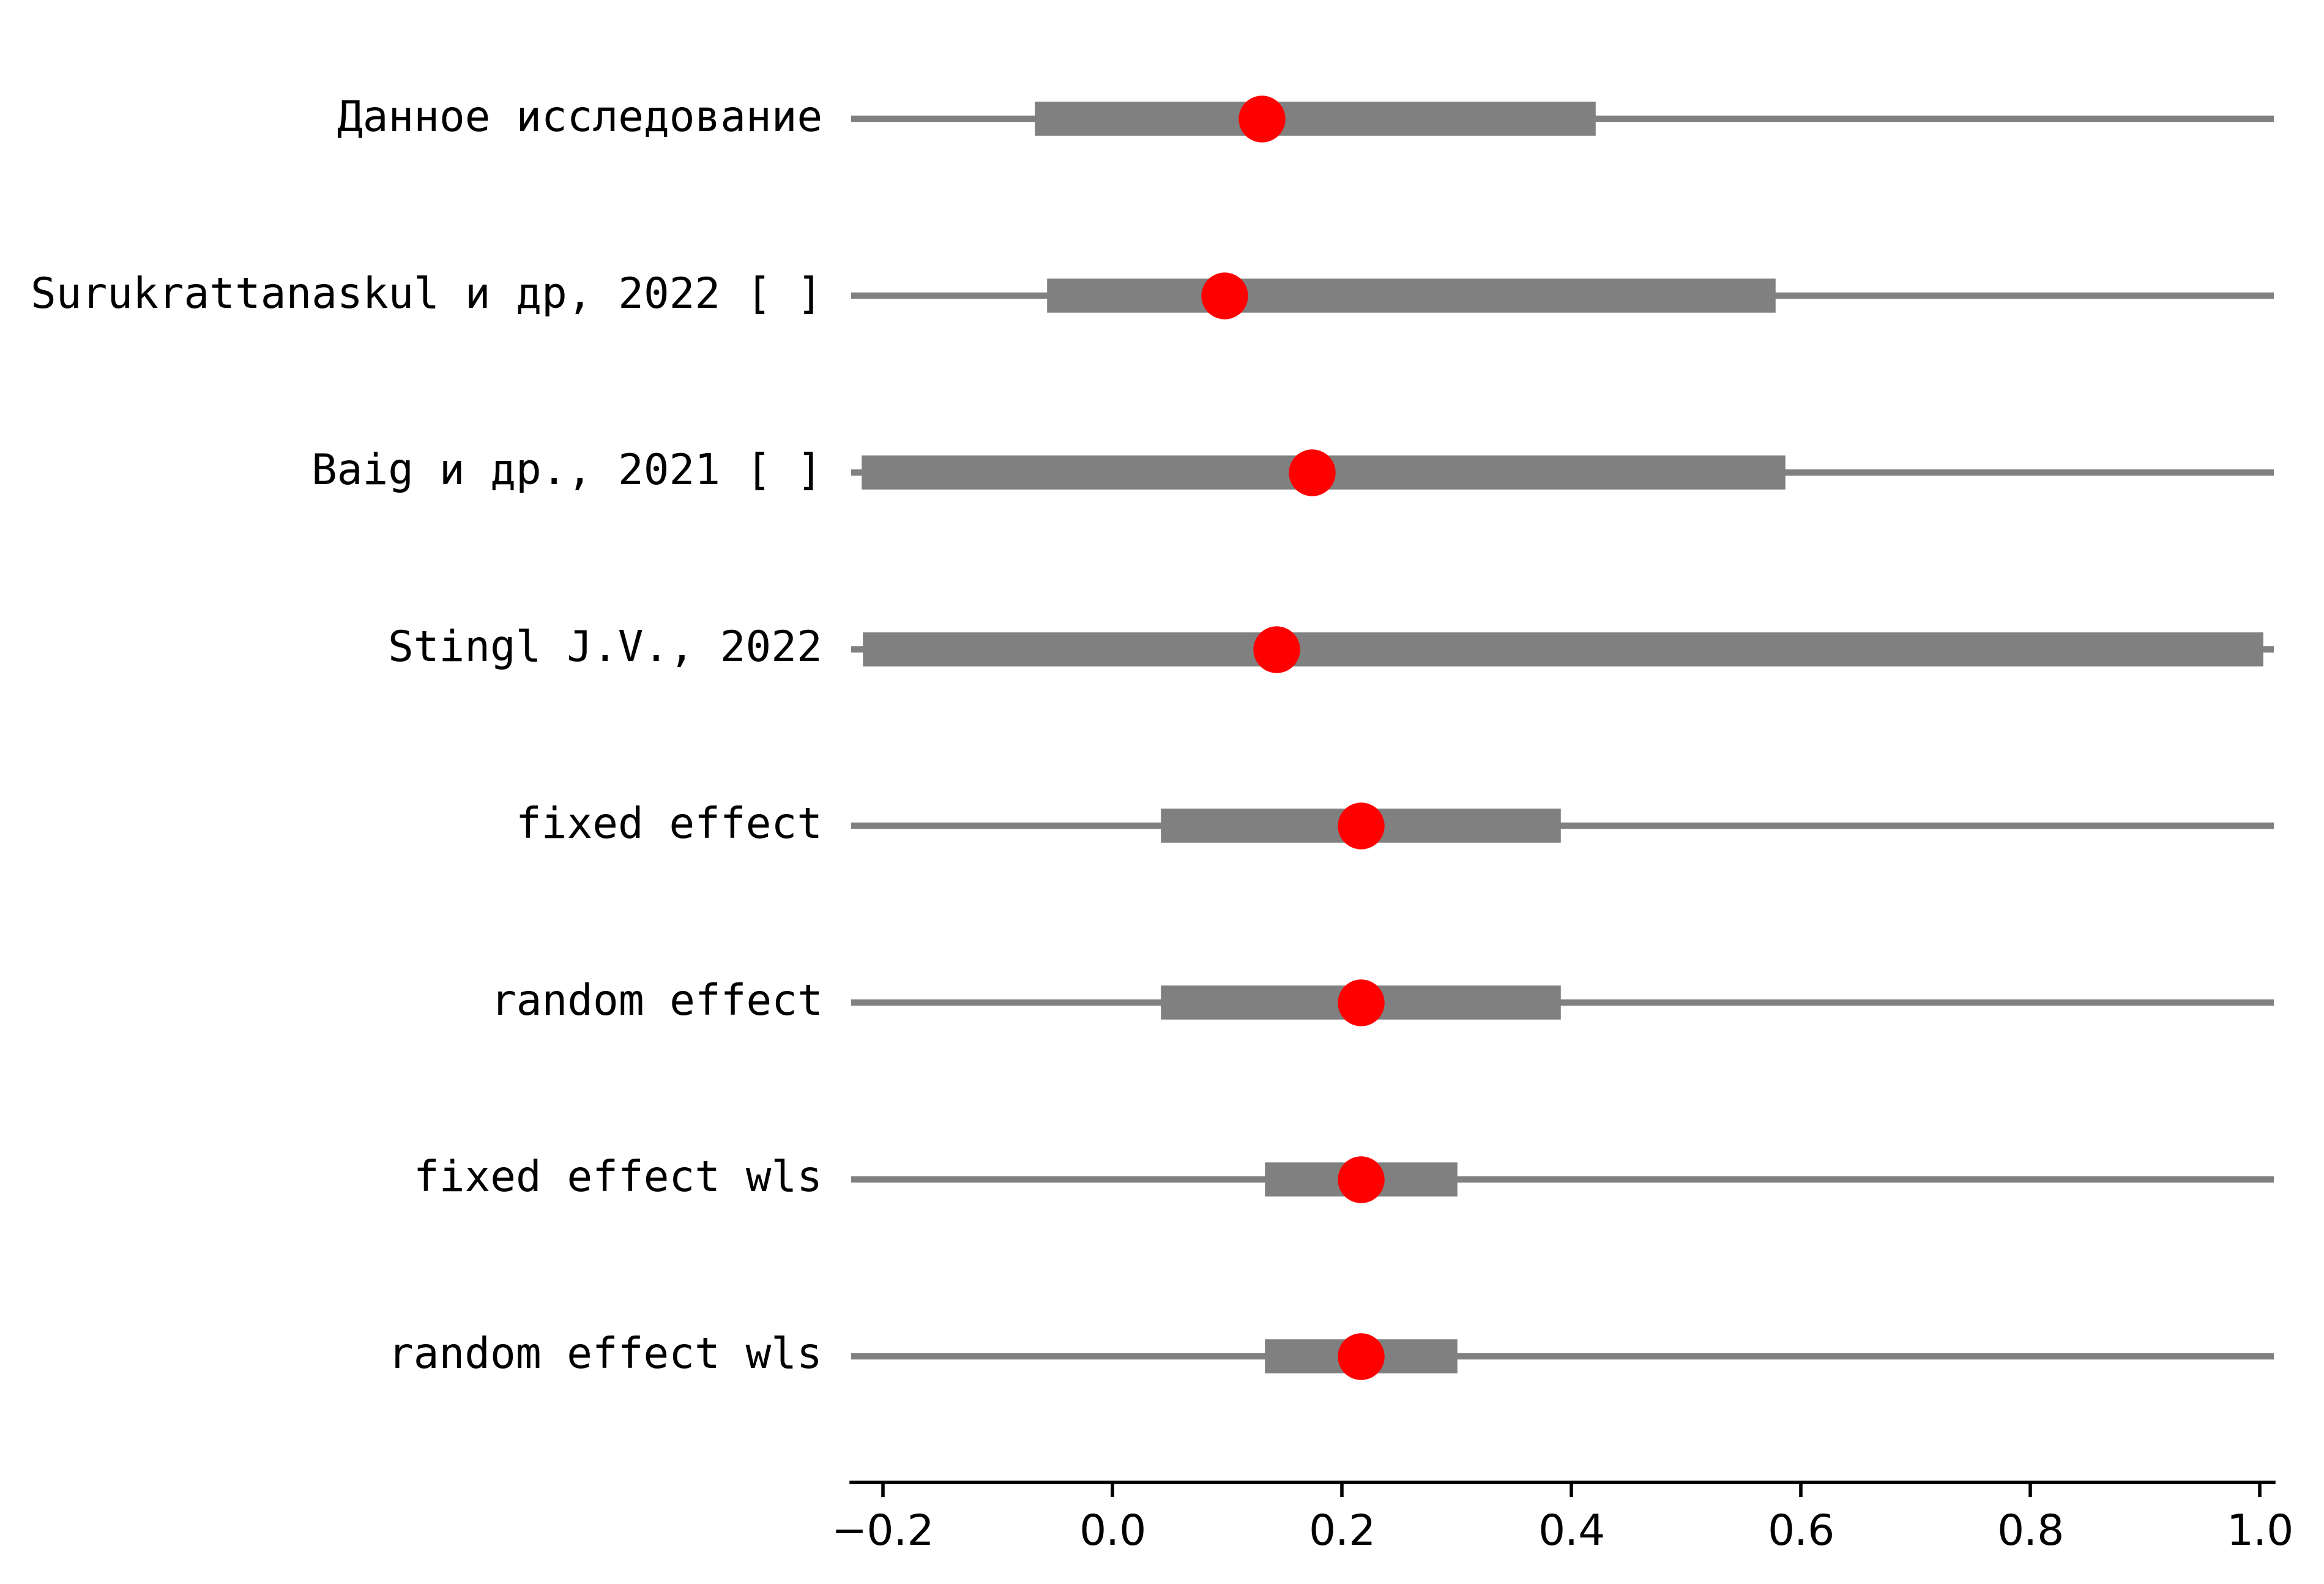 Данное исследование
Surukrattanaskul и др, 2022 [ ]
Baig и др., 2021 [ ]
Stingl J.V., 2022
fixed effect
random effect
fixed effect wls
random effect wls
−0.2 0.0 0.2 0.4 0.6 0.8 1.0